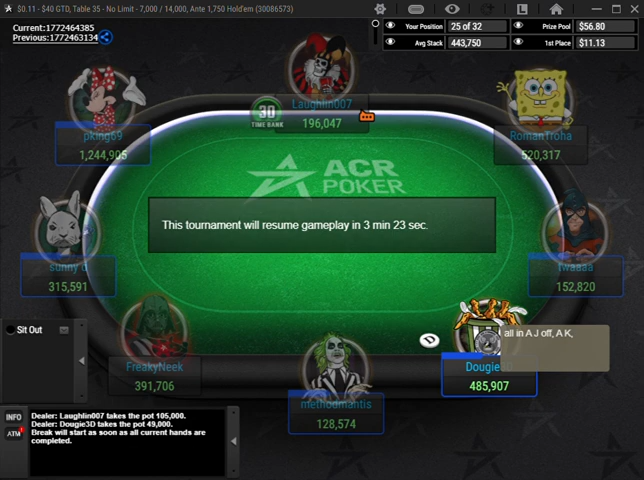 $0.11 - $40 GTD, Table 35 - No Limit - 7,000 / 14,000, Ante 1,750 Hold'em (30086573)
Current:1772464385
Previous:1772463134
Your Position 25 of 32 Prize Pool $56.80
Avg Stack 443,750 1st Place $11.13
Laughlin007
196,047
30
TIME BANK
pking69
1,244,905
RomanTroha
520,317
ACR
POKER
This tournament will resume gameplay in 3 min 23 sec.
315,591
152,820
Sit Out
all in A J off, A K,
D
FreakyNeek
391,706
485,907
methodmantis
128,574
INFO
ATM
Dealer: Laughlin007 takes the pot 105,000.
Dealer: Dougie3D takes the pot 49,000.
Break will start as soon as all current hands are
completed.